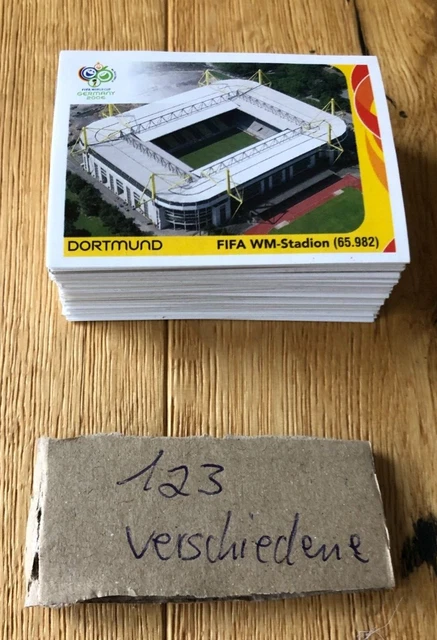 FIFA WORLD CUP
GERMANY
2006
DORTMUND FIFA WM-Stadion (65.982)
123
verschiedene